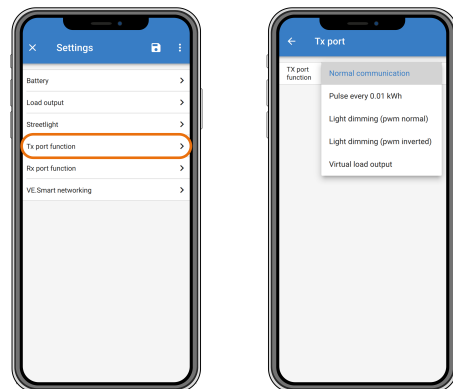 Settings
Battery
Load output
Streetlight
Tx port function
Rx port function
VE.Smart networking
Tx port
TX port
function
Normal communication
Pulse every 0.01 kWh
Light dimming (pwm normal)
Light dimming (pwm inverted)
Virtual load output